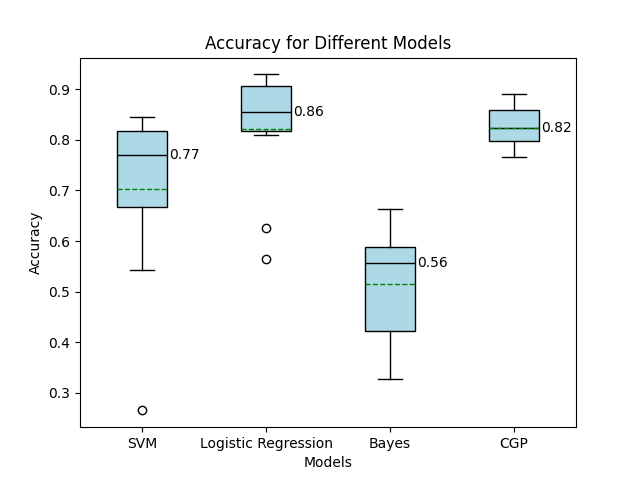 Accuracy for Different Models
Accuracy
0.9
0.8
0.7
0.6
0.5
0.4
0.3
0.77
0.86
0.56
0.82
SVM
Logistic Regression
Bayes
CGP
Models